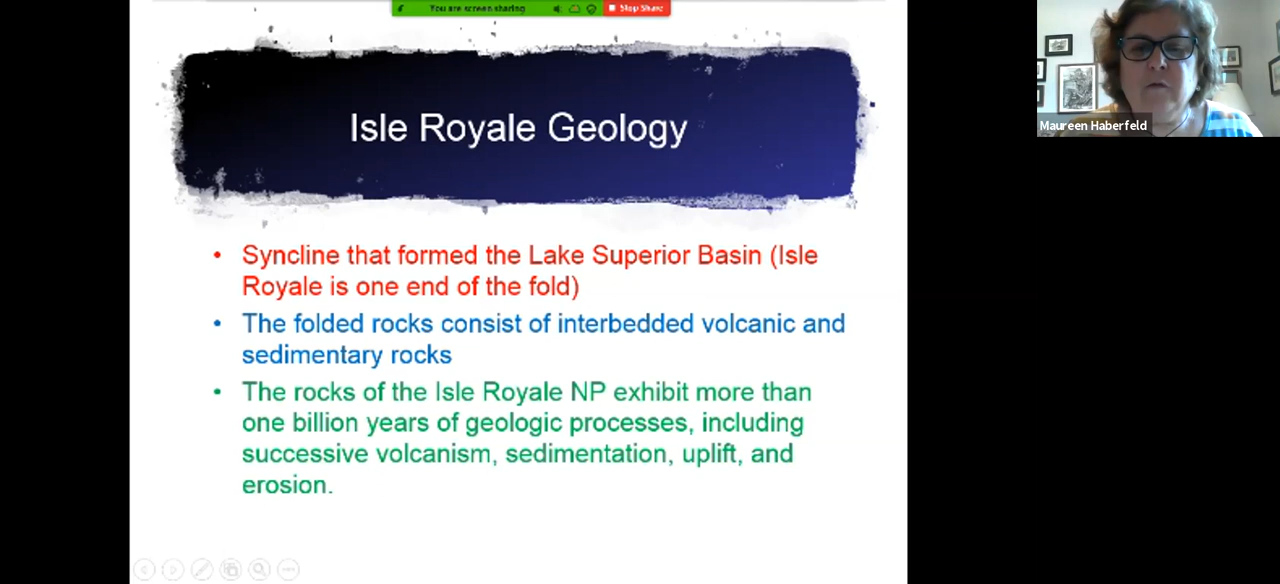 You are screen sharing
Stop Share
Isle Royale Geology
Maureen Haberfeld
• Syncline that formed the Lake Superior Basin (Isle
Royale is one end of the fold)
• The folded rocks consist of interbedded volcanic and
sedimentary rocks
• The rocks of the Isle Royale NP exhibit more than
one billion years of geologic processes, including
successive volcanism, sedimentation, uplift, and
erosion.